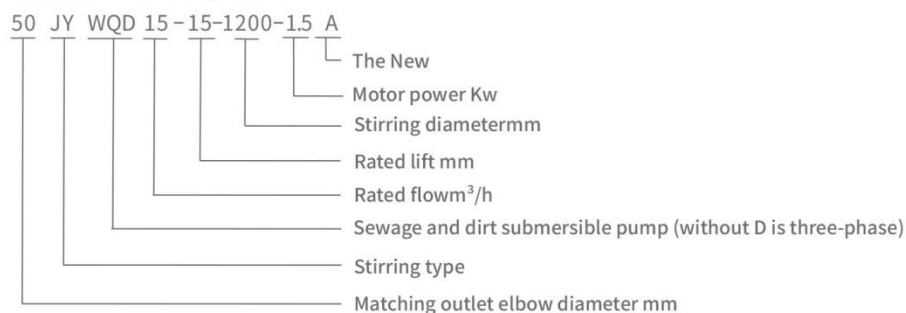 50 JY WQD 15-15-1200-1.5 A
The New
Motor power Kw
Stirring diametermm
Rated lift mm
Rated flowm³/h
Sewage and dirt submersible pump (without D is three-phase)
Stirring type
Matching outlet elbow diameter mm